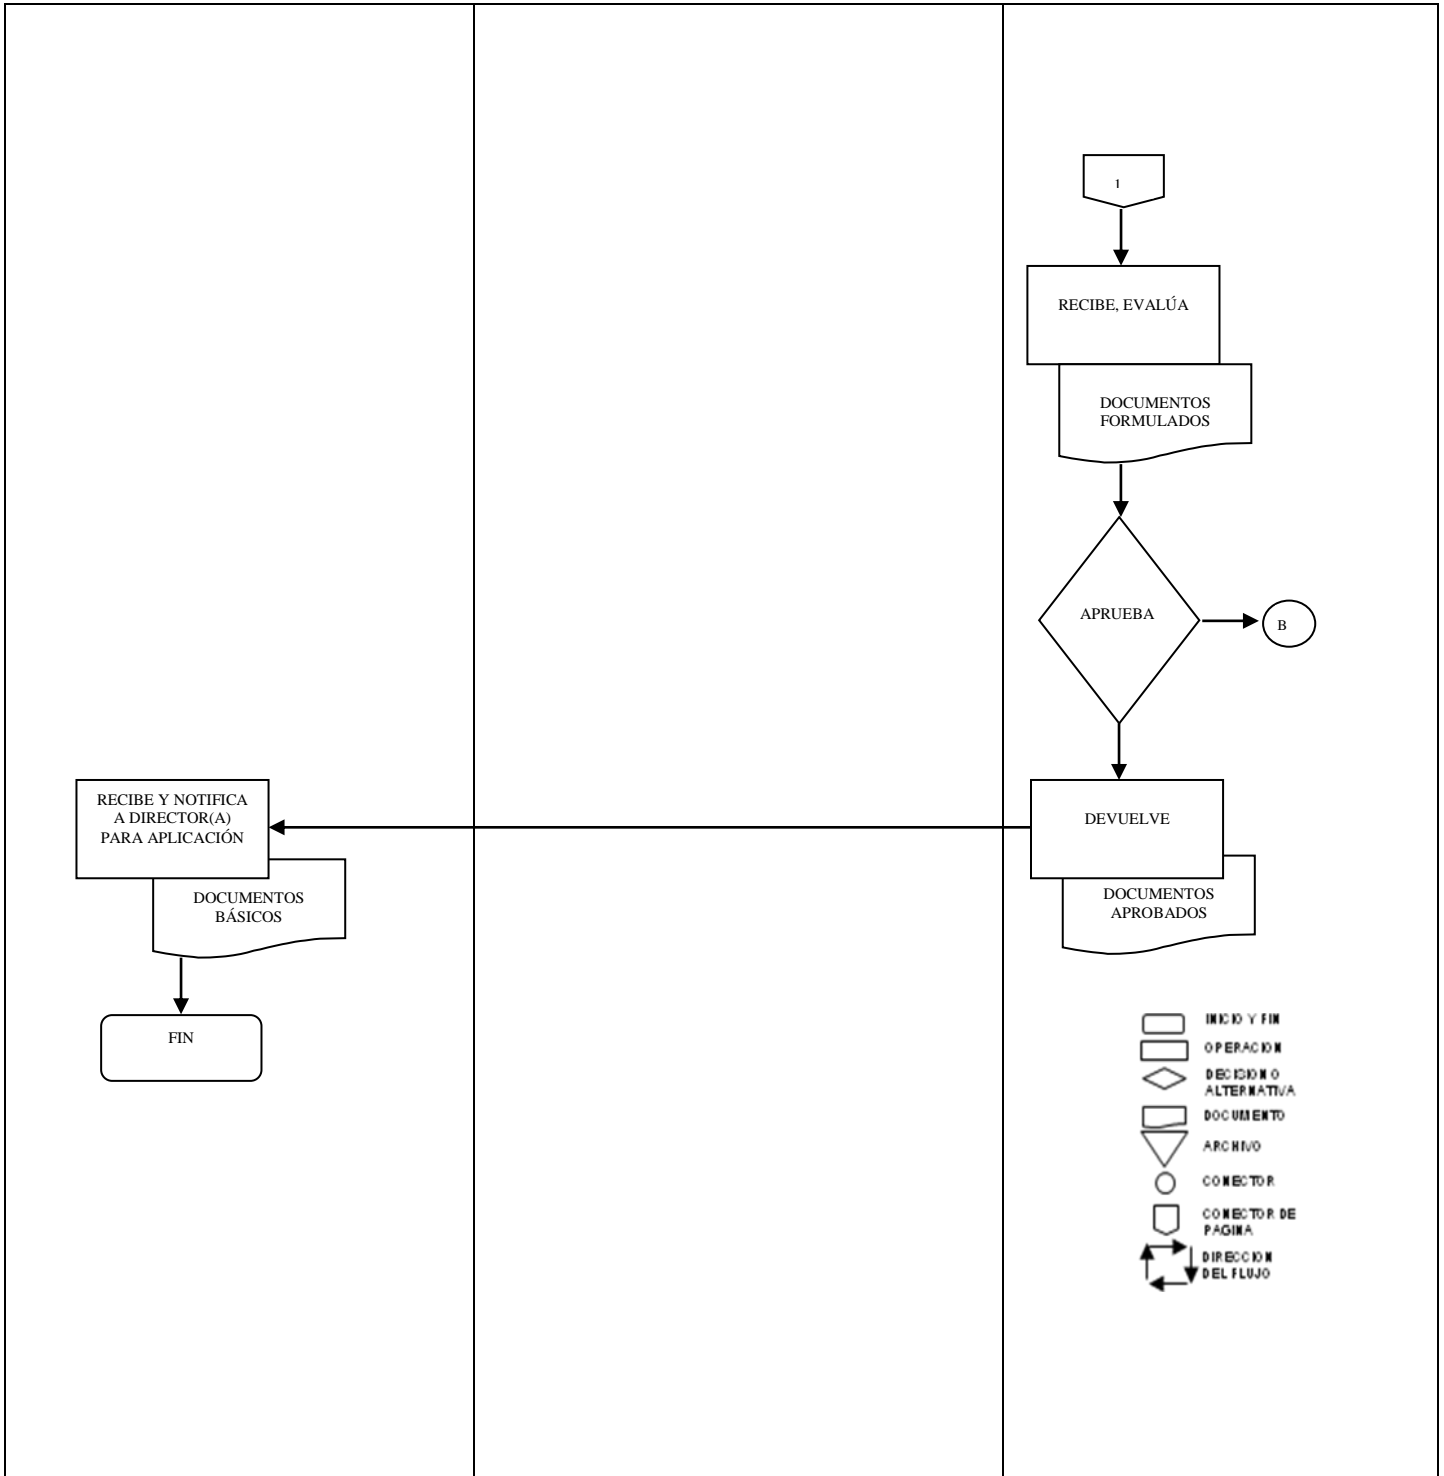 1
RECIBE, EVALÚA
DOCUMENTOS
FORMULADOS
APRUEBA
B
RECIBE Y NOTIFICA
A DIRECTOR(A)
PARA APLICACIÓN
DEVUELVE
DOCUMENTOS
BÁSICOS
DOCUMENTOS
APROBADOS
FIN
INICIO Y FIN
OPERACION
DECISION O
ALTERNATIVA
DOCUMENTO
ARCHIVO
CONECTOR
CONECTOR DE
PAGINA
DIRECCION
DEL FLUJO